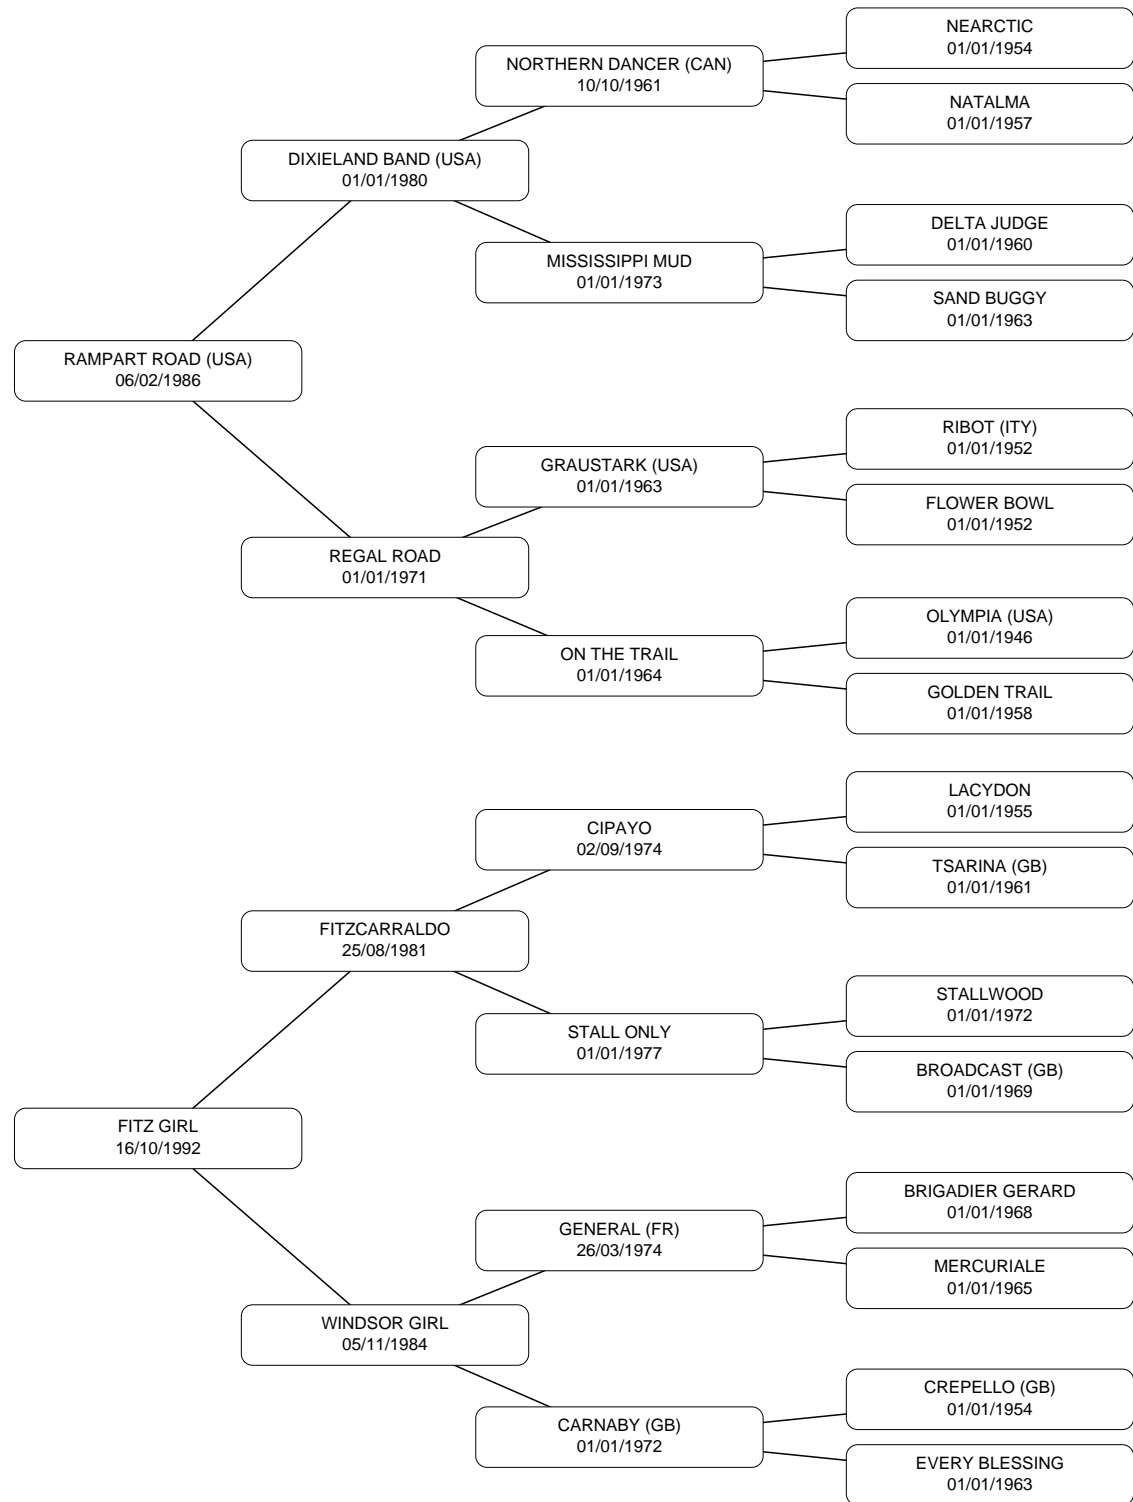 NEARCTIC
01/01/1954
NORTHERN DANCER (CAN)
10/10/1961
NATALMA
01/01/1957
DIXIELAND BAND (USA)
01/01/1980
DELTA JUDGE
01/01/1960
MISSISSIPPI MUD
01/01/1973
SAND BUGGY
01/01/1963
RAMPART ROAD (USA)
06/02/1986
RIBOT (ITY)
01/01/1952
GRAUSTARK (USA)
01/01/1963
FLOWER BOWL
01/01/1952
REGAL ROAD
01/01/1971
OLYMPIA (USA)
01/01/1946
ON THE TRAIL
01/01/1964
GOLDEN TRAIL
01/01/1958
LACYDON
01/01/1955
CIPAYO
02/09/1974
TSARINA (GB)
01/01/1961
FITZCARRALDO
25/08/1981
STALLWOOD
01/01/1972
STALL ONLY
01/01/1977
BROADCAST (GB)
01/01/1969
FITZ GIRL
16/10/1992
BRIGADIER GERARD
01/01/1968
GENERAL (FR)
26/03/1974
MERCURIALE
01/01/1965
WINDSOR GIRL
05/11/1984
CREPELLO (GB)
01/01/1954
CARNABY (GB)
01/01/1972
EVERY BLESSING
01/01/1963